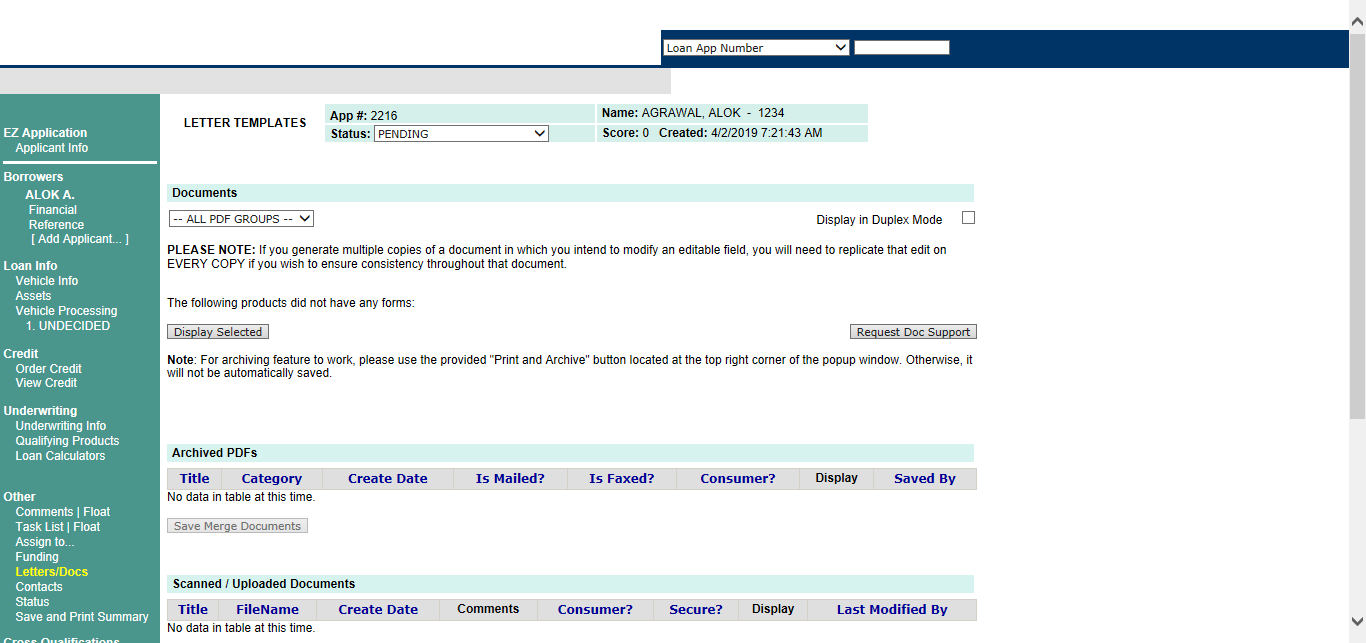 Loan App Number
LETTER TEMPLATES
App #: 2216
Name: AGRAWAL, ALOK - 1234
Status: PENDING
Score: 0 Created: 4/2/2019 7:21:43 AM
EZ Application
Applicant Info
Borrowers
ALOK A.
Financial
Reference
[ Add Applicant... ]
Loan Info
Vehicle Info
Assets
Vehicle Processing
1. UNDECIDED
Credit
Order Credit
View Credit
Underwriting
Underwriting Info
Qualifying Products
Loan Calculators
Other
Comments | Float
Task List | Float
Assign to...
Funding
Letters/Docs
Contacts
Status
Save and Print Summary
Cross Qualifications
Documents
-- ALL PDF GROUPS --
Display in Duplex Mode
PLEASE NOTE: If you generate multiple copies of a document in which you intend to modify an editable field, you will need to replicate that edit on
EVERY COPY if you wish to ensure consistency throughout that document.
The following products did not have any forms:
Display Selected
Request Doc Support
Note: For archiving feature to work, please use the provided "Print and Archive" button located at the top right corner of the popup window. Otherwise, it
will not be automatically saved.
Archived PDFs
Title Category Create Date Is Mailed? Is Faxed? Consumer? Display Saved By
No data in table at this time.
Save Merge Documents
Scanned / Uploaded Documents
Title FileName Create Date Comments Consumer? Secure? Display Last Modified By
No data in table at this time.